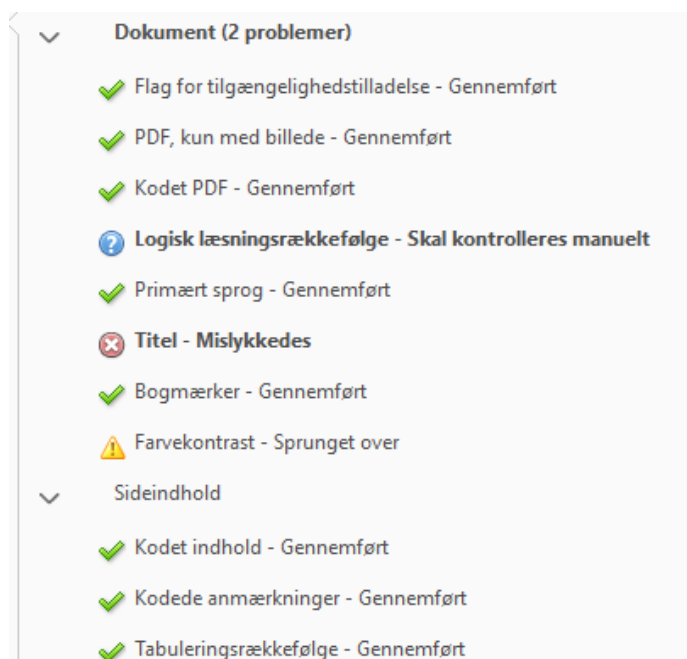 Dokument (2 problemer)
Flag for tilgængelighedstilladelse - Gennemført
PDF, kun med billede - Gennemført
Kodet PDF - Gennemført
Logisk læsningsrækkefølge - Skal kontrolleres manuelt
Primært sprog - Gennemført
Titel - Mislykkedes
Bogmærker - Gennemført
Farvekontrast - Sprunget over
Sideindhold
Kodet indhold - Gennemført
Kodede anmærkninger - Gennemført
Tabuleringsrækkefølge - Gennemført